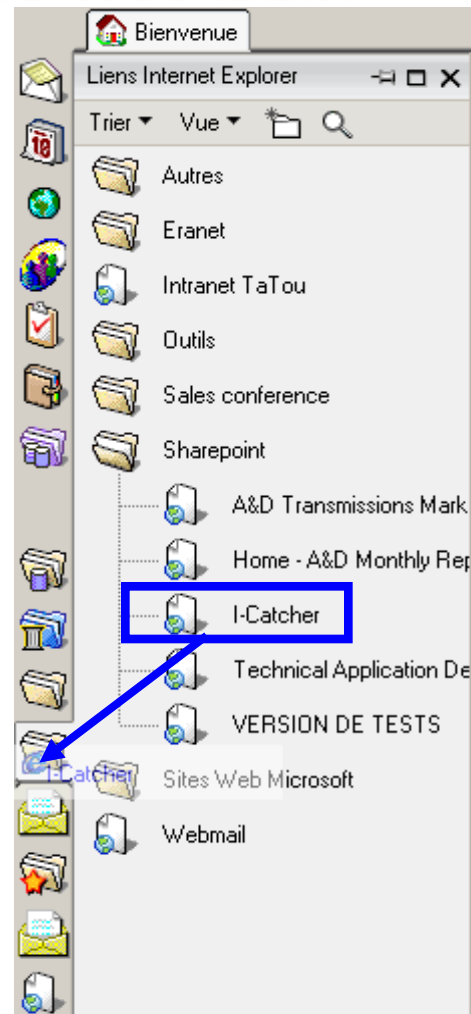 Bienvenue
Liens Internet Explorer
Trier Vue
Autres
Eranet
Intranet TaTou
Outils
Sales conference
Sharepoint
A&D Transmissions Mark
Home - A&D Monthly Rep
I-Catcher
Technical Application De
VERSION DE TESTS
I-Catcher
Sites Web Microsoft
Webmail